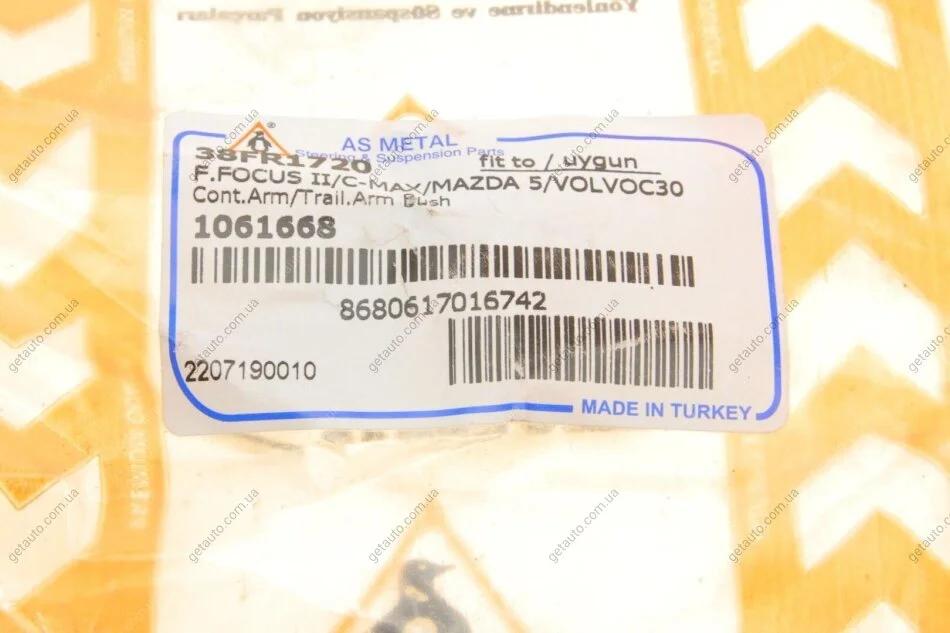 Yönlendirme ve Süspansiyon Parçaları
AS METAL
Steering & Suspension Parts
38FR1720 fit to / uygun
F.FOCUS II/C-MAX/MAZDA 5/VOLVOC30
Cont.Arm/Trail.Arm Bush
1061668
8680617016742
2207190010
MADE IN TURKEY
getauto.com.ua